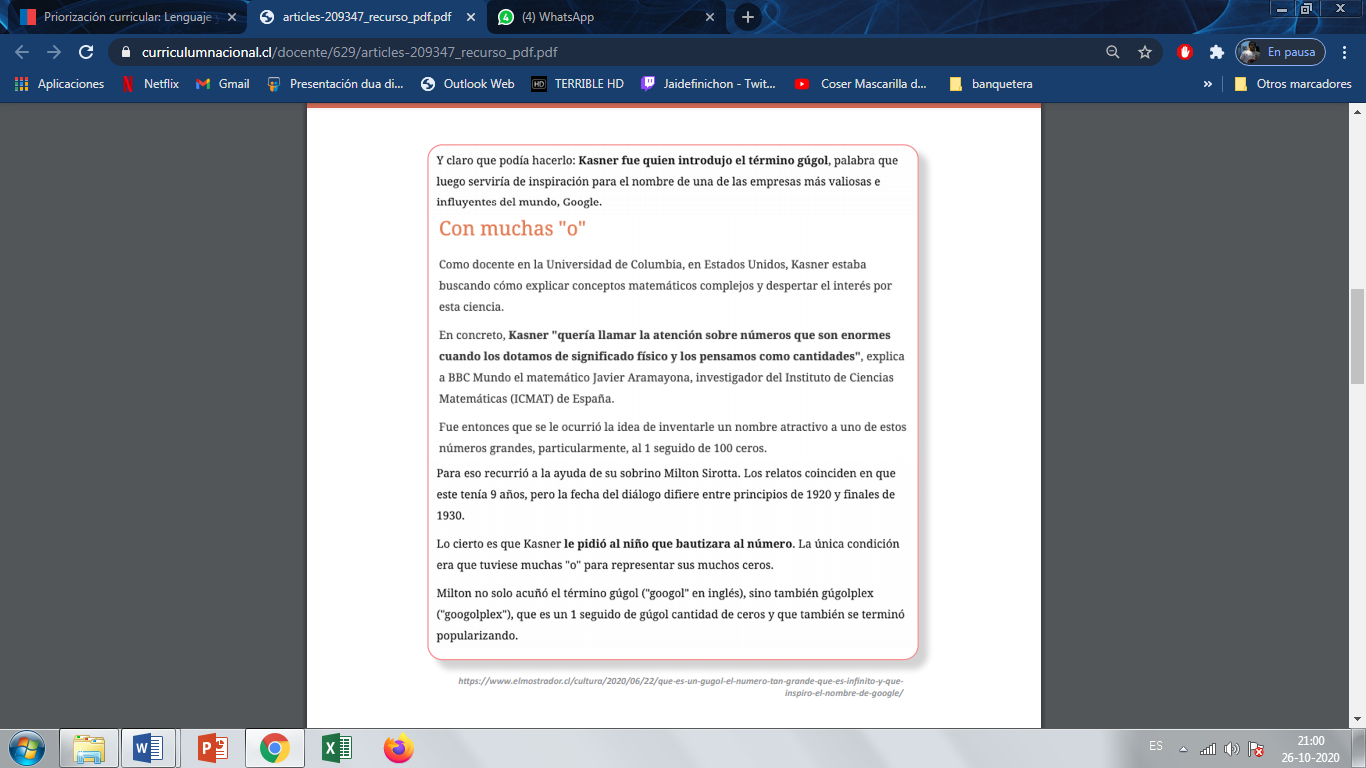 Priorización curricular: Lenguaje y
articles-209347_recurso_pdf.pdf
(4) WhatsApp
curriculumnacional.cl/docente/629/articles-209347_recurso_pdf.pdf
En pausa
Aplicaciones
Netflix
Gmail
Presentación dua di...
Outlook Web
HD
TERRIBLE HD
Jaidefinichon - Twit...
Coser Mascarilla d...
banquetera
»
Otros marcadores
Y claro que podía hacerlo: Kasner fue quien introdujo el término gúgol, palabra que
luego serviría de inspiración para el nombre de una de las empresas más valiosas e
influyentes del mundo, Google.
Con muchas "o"
Como docente en la Universidad de Columbia, en Estados Unidos, Kasner estaba
buscando cómo explicar conceptos matemáticos complejos y despertar el interés por
esta ciencia.
En concreto, Kasner "quería llamar la atención sobre números que son enormes
cuando los dotamos de significado físico y los pensamos como cantidades", explica
a BBC Mundo el matemático Javier Aramayona, investigador del Instituto de Ciencias
Matemáticas (ICMAT) de España.
Fue entonces que se le ocurrió la idea de inventarle un nombre atractivo a uno de estos
números grandes, particularmente, al 1 seguido de 100 ceros.
Para eso recurrió a la ayuda de su sobrino Milton Sirotta. Los relatos coinciden en que
este tenía 9 años, pero la fecha del diálogo difiere entre principios de 1920 y finales de
1930.
Lo cierto es que Kasner le pidió al niño que bautizara al número. La única condición
era que tuviese muchas "o" para representar sus muchos ceros.
Milton no solo acuñó el término gúgol ("googol" en inglés), sino también gúgolplex
("googolplex"), que es un 1 seguido de gúgol cantidad de ceros y que también se terminó
popularizando.
https://www.elmostrador.cl/cultura/2020/06/22/que-es-un-gugol-el-numero-tan-grande-que-es-infinito-y-que-
inspiro-el-nombre-de-google/
ES
21:00
26-10-2020